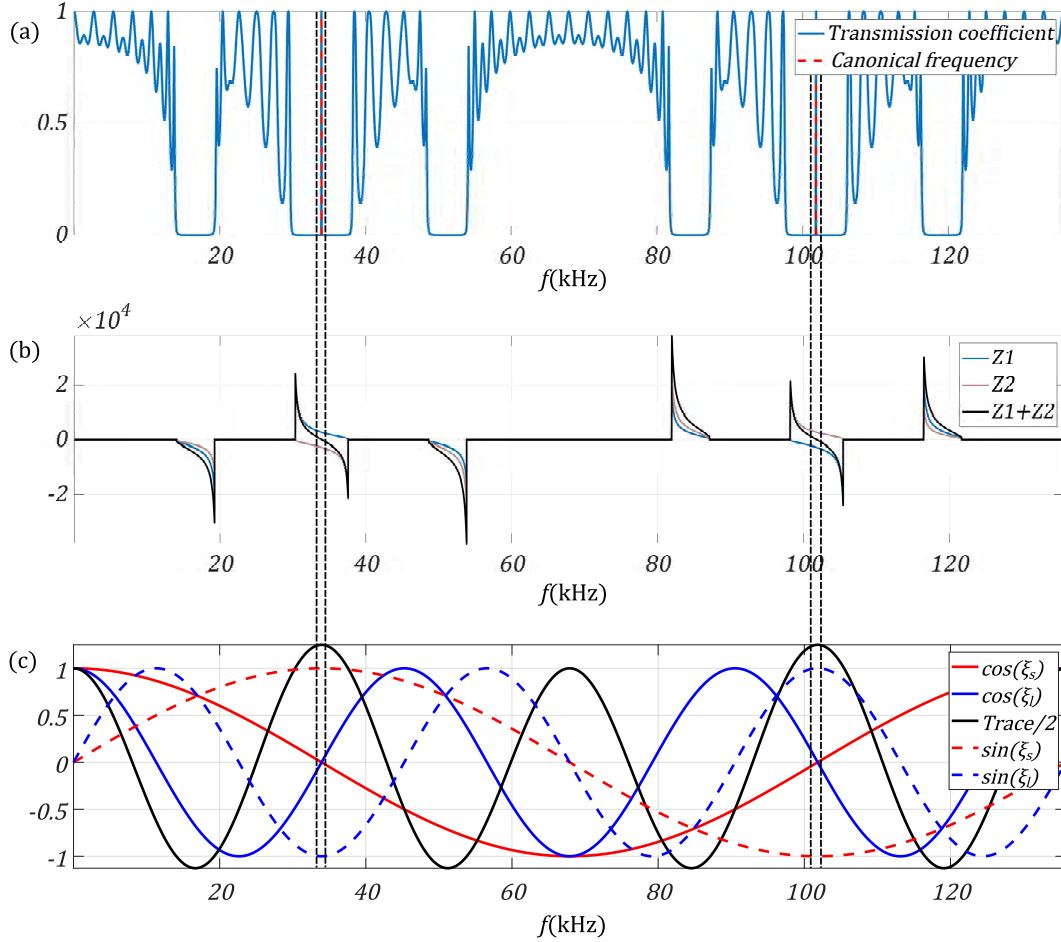 (a)
1
0.5
0
20
40
60
80
100
120
f(kHz)
Transmission coefficient
Canonical frequency
×10⁴
(b)
2
0
-2
20
40
60
80
100
120
f(kHz)
Z1
Z2
Z1+Z2
(c)
1
0.5
0
-0.5
-1
20
40
60
80
100
120
f(kHz)
cos(ξₛ)
cos(ξₗ)
Trace/2
sin(ξₛ)
sin(ξₗ)